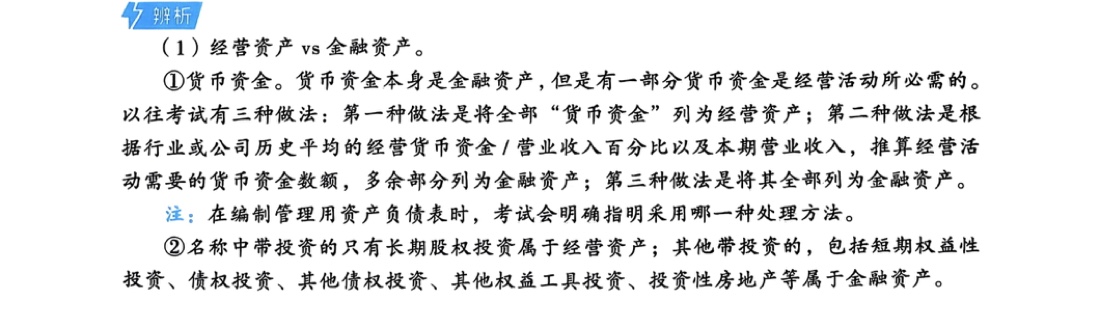 辨析
（1）经营资产 vs 金融资产。
①货币资金。货币资金本身是金融资产，但是有一部分货币资金是经营活动所必需的。
以往考试有三种做法：第一种做法是将全部“货币资金”列为经营资产；第二种做法是根
据行业或公司历史平均的经营货币资金/营业收入百分比以及本期营业收入，推算经营活
动需要的货币资金数额，多余部分列为金融资产；第三种做法是将其全部列为金融资产。
注：在编制管理用资产负债表时，考试会明确指明采用哪一种处理方法。
②名称中带投资的只有长期股权投资属于经营资产；其他带投资的，包括短期权益性
投资、债权投资、其他债权投资、其他权益工具投资、投资性房地产等属于金融资产。